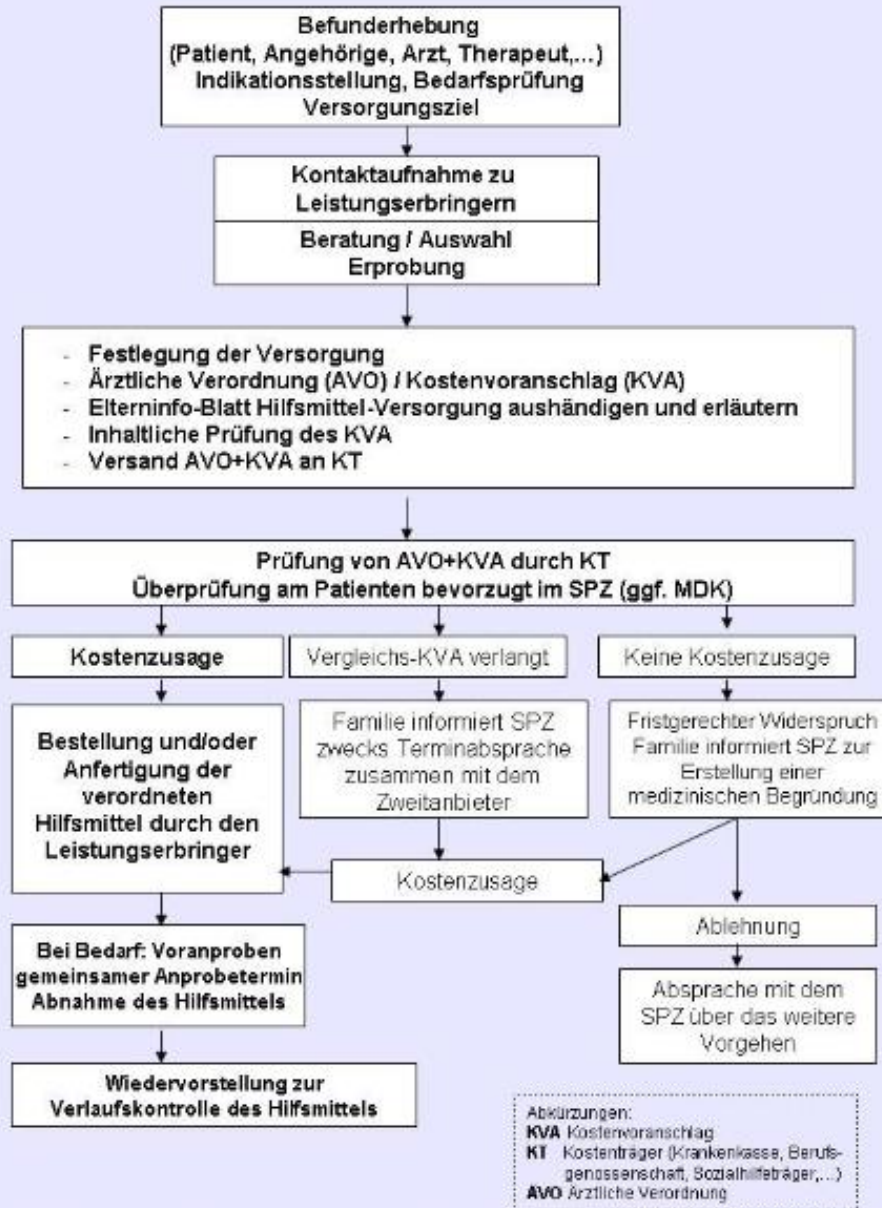 Befunderhebung
(Patient, Angehörige, Arzt, Therapeut,...)
Indikationsstellung, Bedarfsprüfung
Versorgungsziel
Kontaktaufnahme zu
Leistungserbringern
Beratung / Auswahl
Erprobung
- Festlegung der Versorgung
- Ärztliche Verordnung (AVO) / Kostenvoranschlag (KVA)
- Elterninfo-Blatt Hilfsmittel-Versorgung aushändigen und erläutern
- Inhaltliche Prüfung des KVA
- Versand AVO+KVA an KT
Prüfung von AVO+KVA durch KT
Überprüfung am Patienten bevorzugt im SPZ (ggf. MDK)
Kostenzusage
Vergleichs-KVA verlangt
Keine Kostenzusage
Bestellung und/oder
Anfertigung der
verordneten
Hilfsmittel durch den
Leistungserbringer
Familie informiert SPZ
zwecks Terminabsprache
zusammen mit dem
Zweitanbieter
Fristgerechter Widerspruch
Familie informiert SPZ zur
Erstellung einer
medizinischen Begründung
Kostenzusage
Ablehnung
Bei Bedarf: Voranproben
gemeinsamer Anprobetermin
Abnahme des Hilfsmittels
Absprache mit dem
SPZ über das weitere
Vorgehen
Wiedervorstellung zur
Verlaufskontrolle des Hilfsmittels
Abkürzungen:
KVA Kostenvoranschlag
KT Kostenträger (Krankenkasse, Berufs-
genossenschaft, Sozialhilfeträger,...)
AVO Ärztliche Verordnung